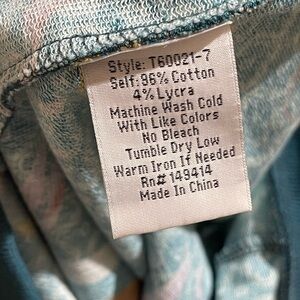 Style: T60021-7
Self: 96% Cotton
4% Lycra
Machine Wash Cold
With Like Colors
No Bleach
Tumble Dry Low
Warm Iron If Needed
Rn# 149414
Made In China